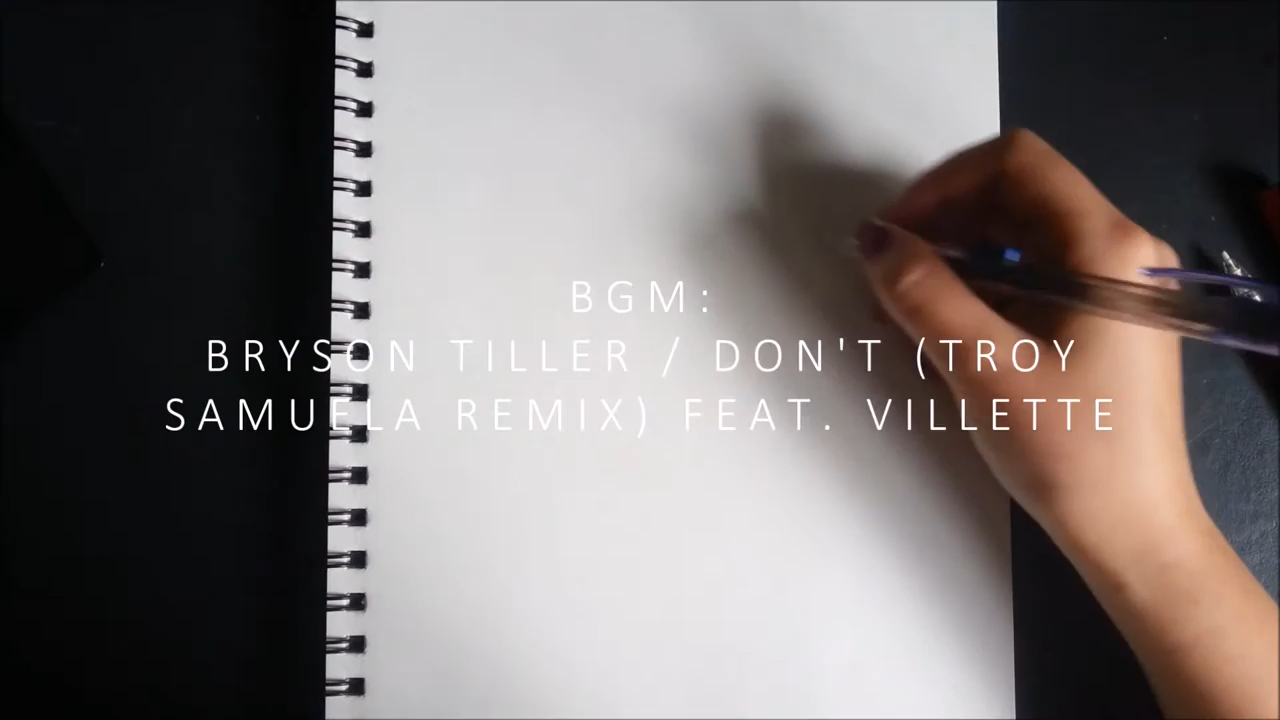 BGM:
BRYSON TILLER / DON'T (TROY
SAMUELA REMIX) FEAT. VILLETTE